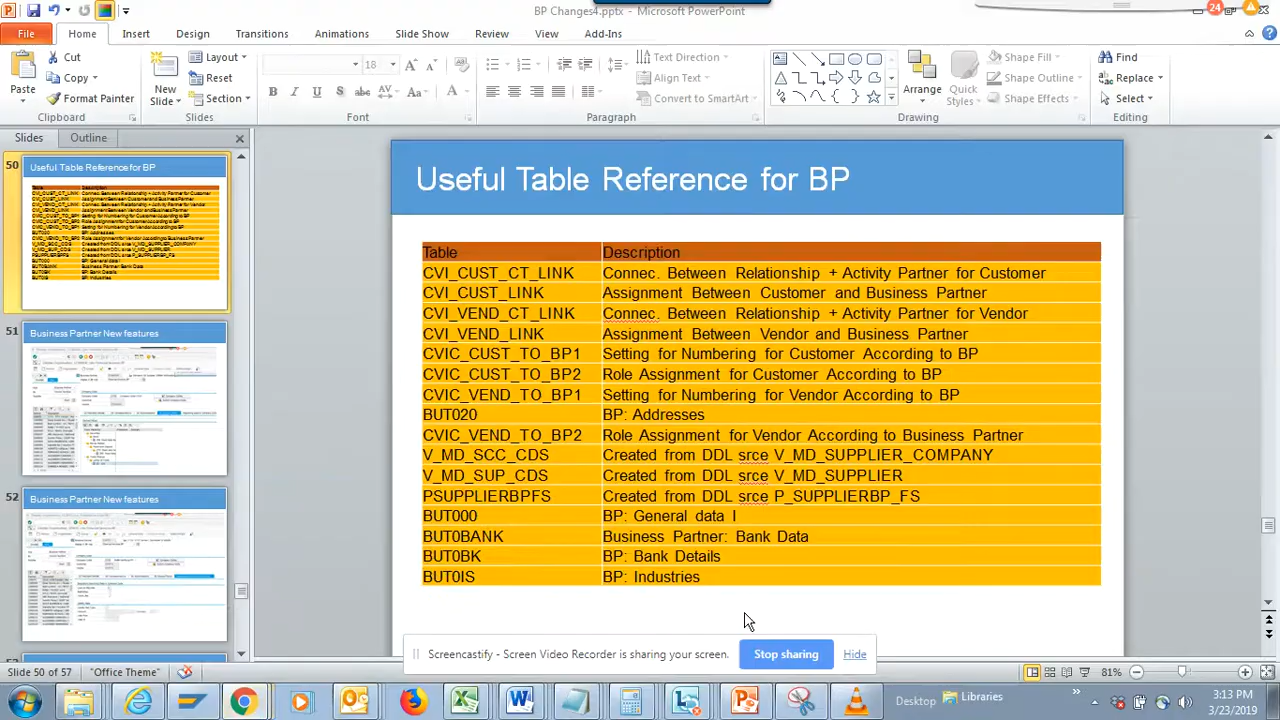 BP Changes4.pptx - Microsoft PowerPoint
24
File Home Insert Design Transitions Animations Slide Show Review View Add-Ins
Paste
Cut
Copy
Format Painter
Clipboard
New Slide
Layout
Reset
Section
Slides
18
B I U S abc AV Aa A
Font
Text Direction
Align Text
Convert to SmartArt
Paragraph
Arrange
Quick Styles
Shape Fill
Shape Outline
Shape Effects
Drawing
Find
Replace
Select
Editing
Slides Outline
50
Useful Table Reference for BP
51
Business Partner New features
52
Business Partner New features
Useful Table Reference for BP
Table Description
CVI_CUST_CT_LINK Connec. Between Relationship + Activity Partner for Customer
CVI_CUST_LINK Assignment Between Customer and Business Partner
CVI_VEND_CT_LINK Connec. Between Relationship + Activity Partner for Vendor
CVI_VEND_LINK Assignment Between Vendor and Business Partner
CVIC_CUST_TO_BP1 Setting for Numbering for Customer According to BP
CVIC_CUST_TO_BP2 Role Assignment for Customer According to BP
CVIC_VEND_TO_BP1 Setting for Numbering for Vendor According to BP
BUT020 BP: Addresses
CVIC_VEND_TO_BP2 Role Assignment for Vendor According to Business Partner
V_MD_SCC_CDS Created from DDL srce V_MD_SUPPLIER_COMPANY
V_MD_SUP_CDS Created from DDL srce V_MD_SUPPLIER
PSUPPLIERBPFS Created from DDL srce P_SUPPLIERBP_FS
BUT000 BP: General data I
BUT0BANK Business Partner: Bank Data
BUT0BK BP: Bank Details
BUT0IS BP: Industries
Screencastify - Screen Video Recorder is sharing your screen. Stop sharing Hide
Slide 50 of 57 "Office Theme" 81%
Desktop Libraries
3:13 PM
3/23/2019